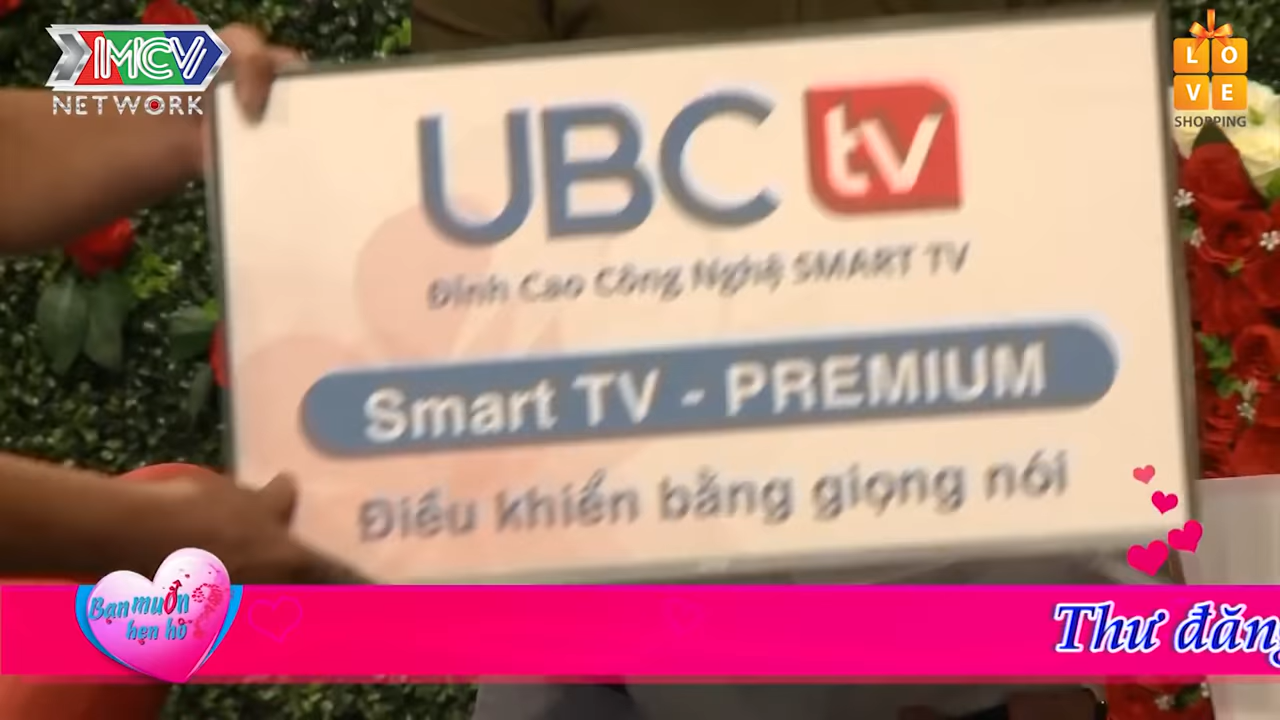 MCV
NETWORK
LOVE
SHOPPING
UBC tv
Đỉnh Cao Công Nghệ SMART TV
Smart TV - PREMIUM
Điều khiển bằng giọng nói
Bạn muốn
hẹn hò
Thư đăng